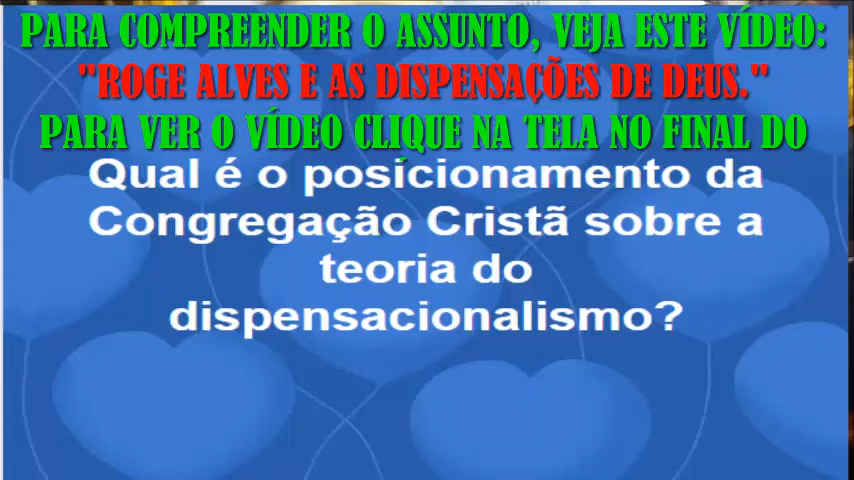 PARA COMPREENDER O ASSUNTO, VEJA ESTE VÍDEO:
"ROGE ALVES E AS DISPENSAÇÕES DE DEUS."
PARA VER O VÍDEO CLIQUE NA TELA NO FINAL DO
Qual é o posicionamento da
Congregação Cristã sobre a
teoria do
dispensacionalismo?